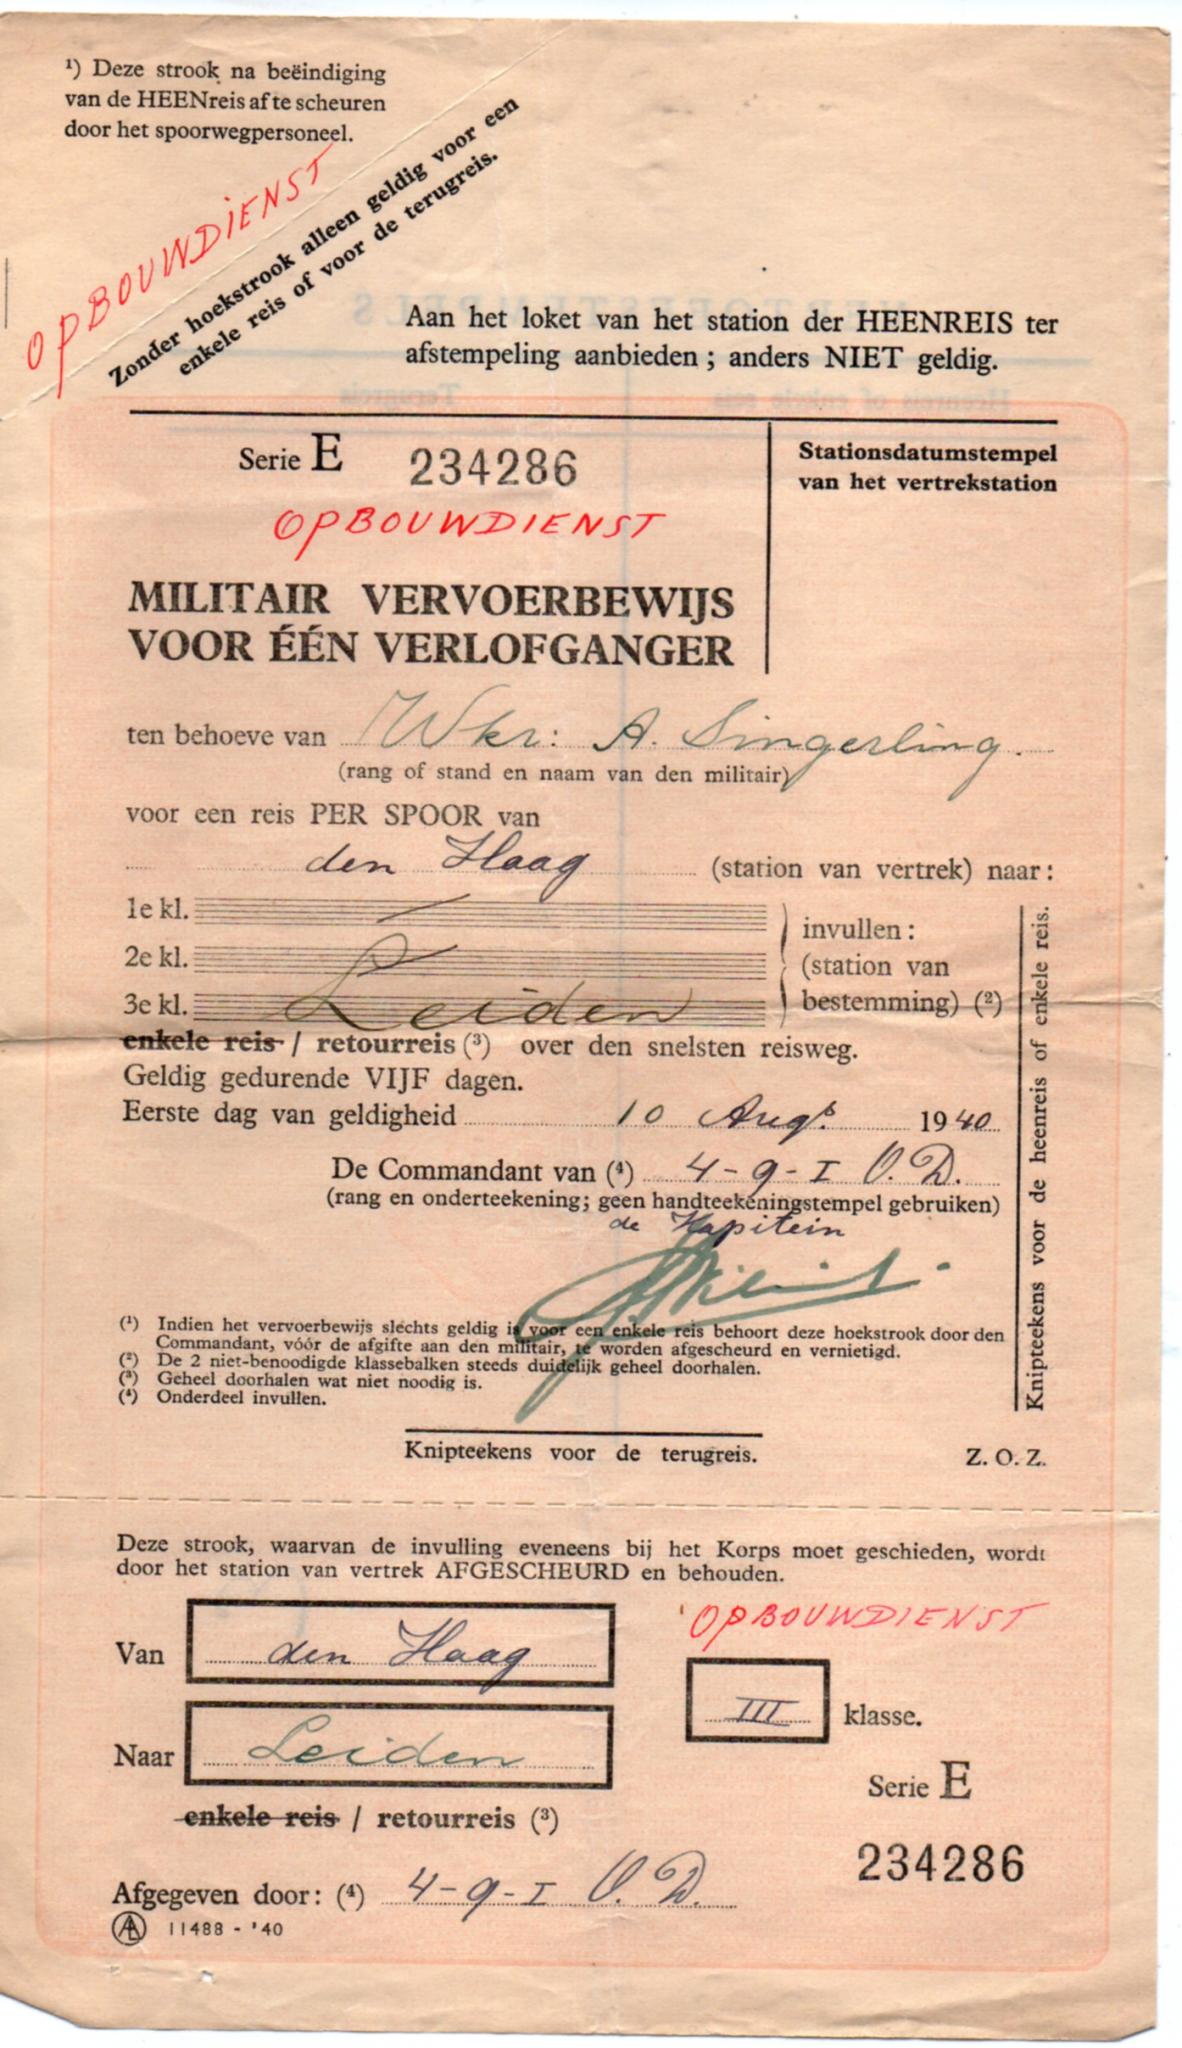 ¹) Deze strook na beëindiging
van de HEENreis af te scheuren
door het spoorwegpersoneel.
OPBOUWDIENST
Zonder hoekstrook alleen geldig voor een
enkele reis of voor de terugreis.
Aan het loket van het station der HEENREIS ter
afstempeling aanbieden ; anders NIET geldig.
Serie E 234286
OPBOUWDIENST
Stationsdatumstempel
van het vertrekstation
MILITAIR VERVOERBEWIJS
VOOR ÉÉN VERLOFGANGER
ten behoeve van Wkr: A. Singerling.
(rang of stand en naam van den militair)
voor een reis PER SPOOR van
den Haag (station van vertrek) naar :
1e kl.
2e kl.
3e kl. Leiden
invullen :
(station van
bestemming) (²)
enkele reis / retourreis (³) over den snelsten reisweg.
Geldig gedurende VIJF dagen.
Eerste dag van geldigheid 10 Augs. 1940
De Commandant van (⁴) 4-9-I O.D.
(rang en onderteekening; geen handteekeningstempel gebruiken)
de Kapitein
Knipteekens voor de heenreis of enkele reis.
(¹) Indien het vervoerbewijs slechts geldig is voor een enkele reis behoort deze hoekstrook door den
Commandant, vóór de afgifte aan den militair, te worden afgescheurd en vernietigd.
(²) De 2 niet-benoodigde klassebalken steeds duidelijk geheel doorhalen.
(³) Geheel doorhalen wat niet noodig is.
(⁴) Onderdeel invullen.
Knipteekens voor de terugreis.
Z. O. Z.
Deze strook, waarvan de invulling eveneens bij het Korps moet geschieden, wordt
door het station van vertrek AFGESCHEURD en behouden.
OPBOUWDIENST
Van den Haag
III klasse.
Naar Leiden
Serie E
enkele reis / retourreis (³)
234286
Afgegeven door: (⁴) 4-9-I O.D.
AL 11488 - '40